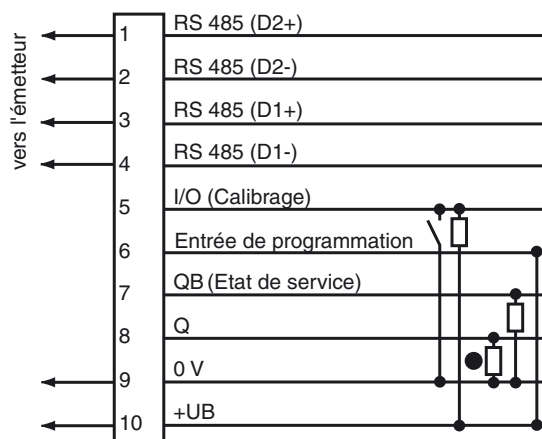 vers l'émetteur
1 RS 485 (D2+)
2 RS 485 (D2-)
3 RS 485 (D1+)
4 RS 485 (D1-)
5 I/O (Calibrage)
6 Entrée de programmation
7 QB (Etat de service)
8 Q
9 0 V
10 +UB